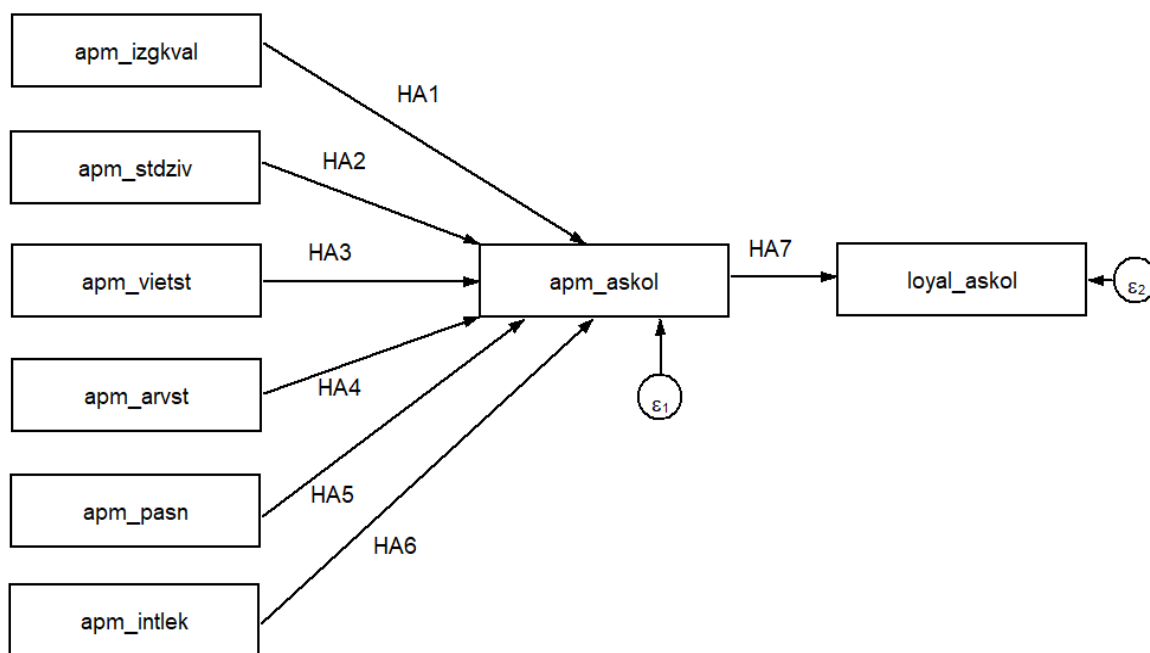 apm_izgkval
HA1
apm_stdziv
HA2
apm_vietst
HA3
apm_askol
HA7
loyal_askol
ε₂
apm_arvst
HA4
ε₁
apm_pasn
HA5
HA6
apm_intlek